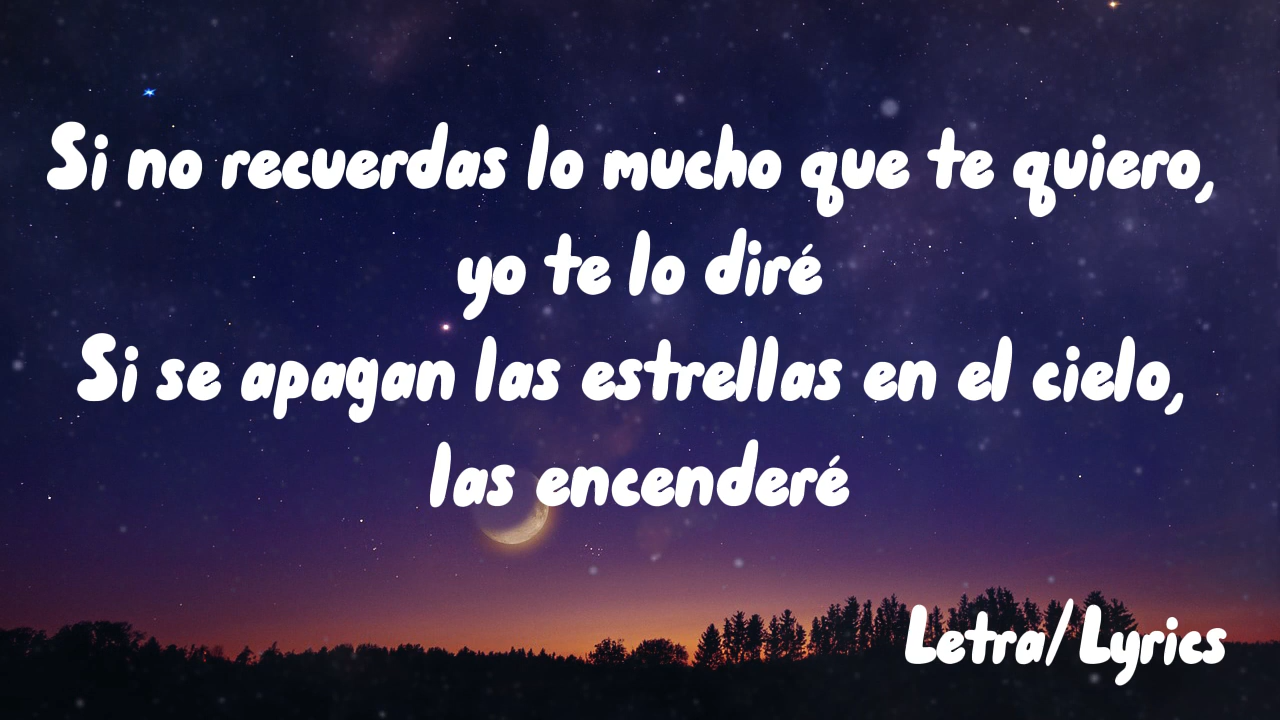 Si no recuerdas lo mucho que te quiero,
yo te lo diré
Si se apagan las estrellas en el cielo,
las encenderé
Letra/Lyrics